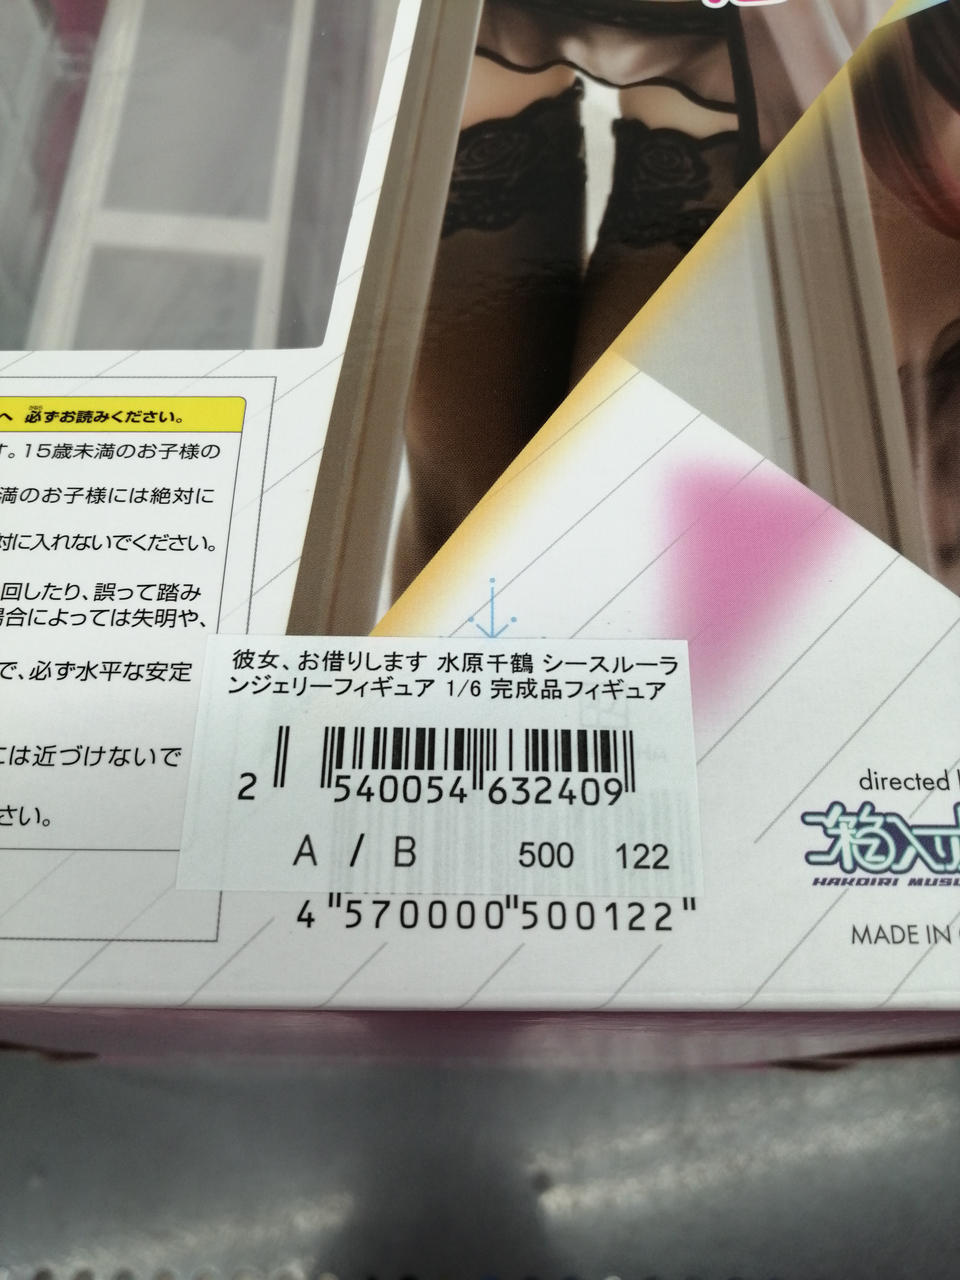 へ 必ずお読みください。
す。15歳未満のお子様の
満のお子様には絶対に
対に入れないでください。
回したり、誤って踏み
場合によっては失明や、
で、必ず水平な安定
には近づけないで
さい。
彼女、お借りします 水原千鶴 シースルーラ
ンジェリーフィギュア 1/6 完成品フィギュア
2 540054 632409
A / B 500 122
4"570000"500122"
directed
箱入
HAKOIRI
MADE IN